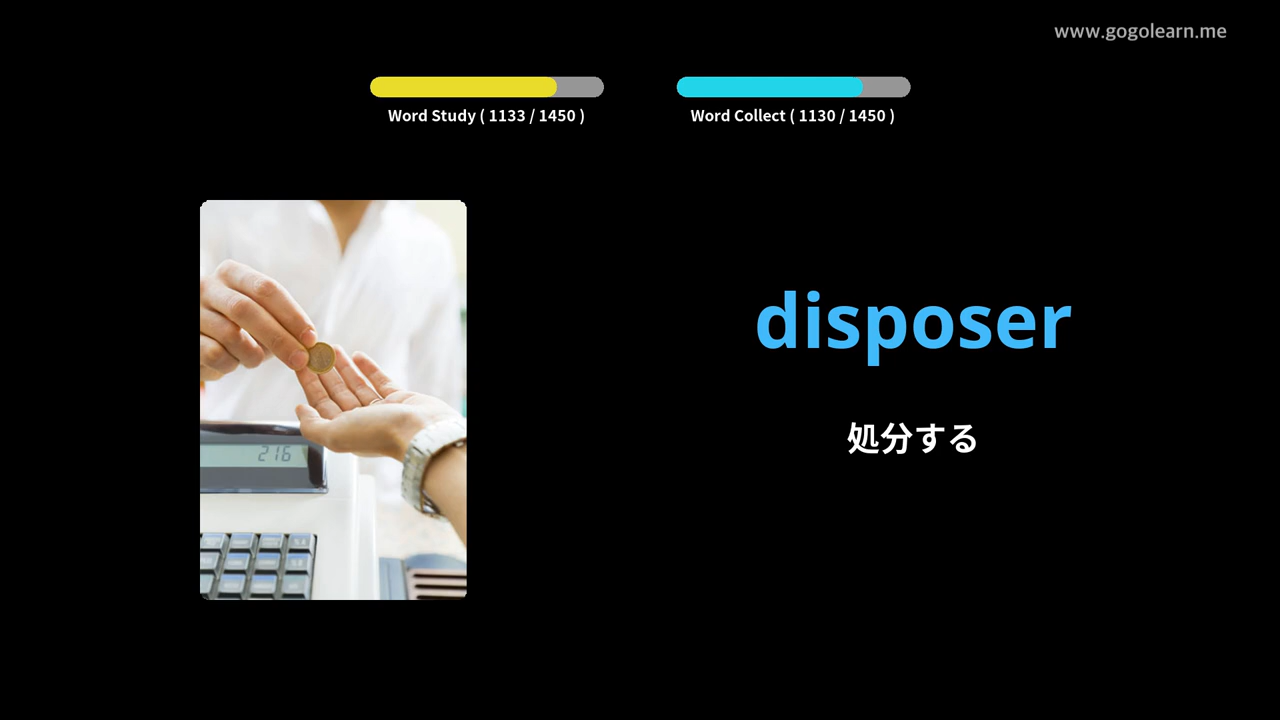 www.gogolearn.me
Word Study ( 1133 / 1450 )
Word Collect ( 1130 / 1450 )
disposer
処分する
216